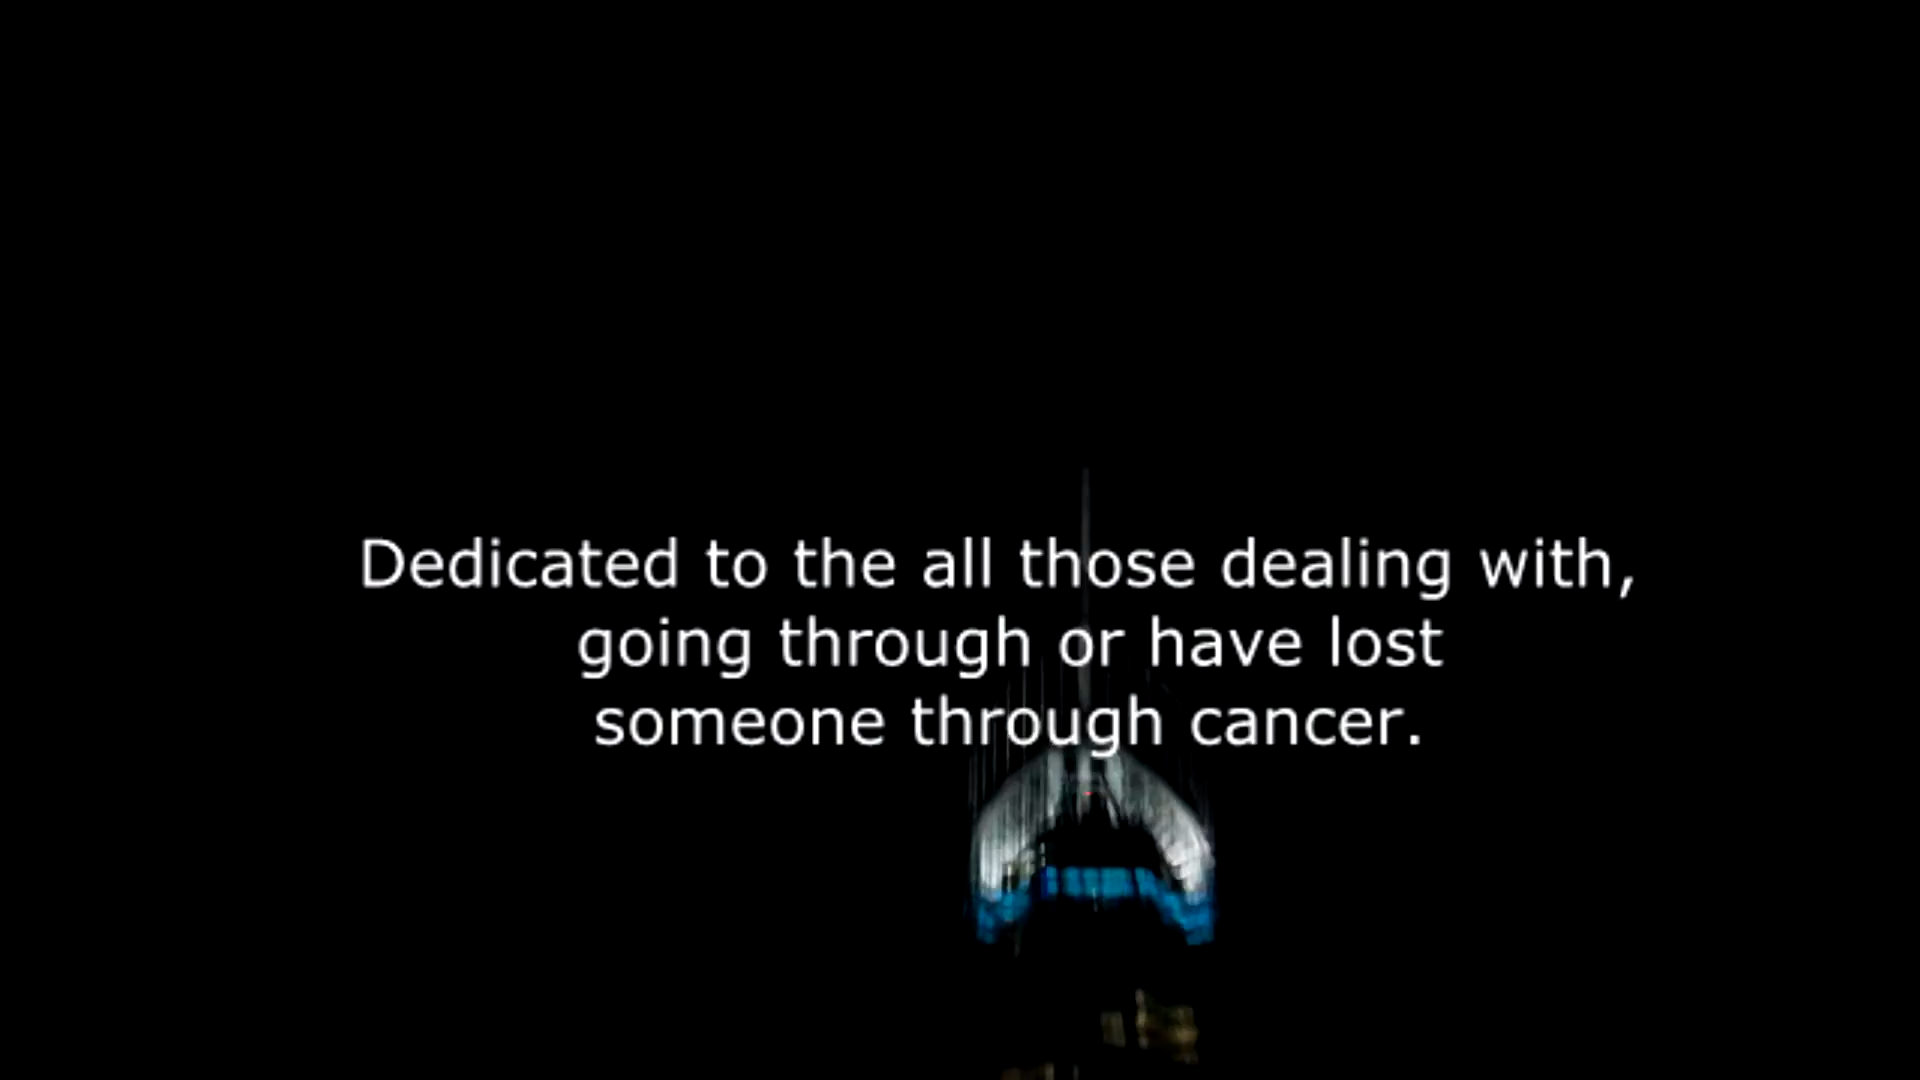 Dedicated to the all those dealing with,
going through or have lost
someone through cancer.